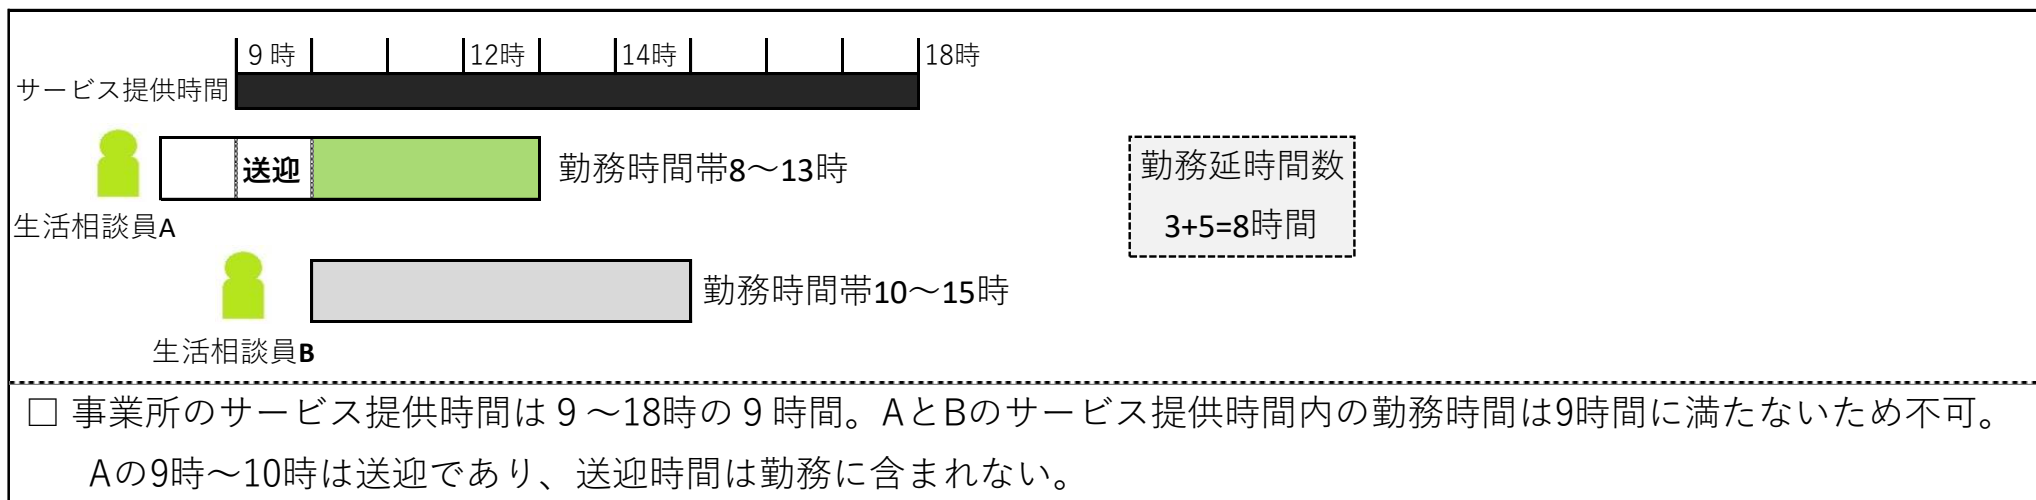 9時 12時 14時 18時
サービス提供時間
送迎 勤務時間帯8～13時
生活相談員A
勤務延時間数
3+5=8時間
勤務時間帯10～15時
生活相談員B
□ 事業所のサービス提供時間は９～18時の９時間。AとBのサービス提供時間内の勤務時間は9時間に満たないため不可。
Aの9時～10時は送迎であり、送迎時間は勤務に含まれない。